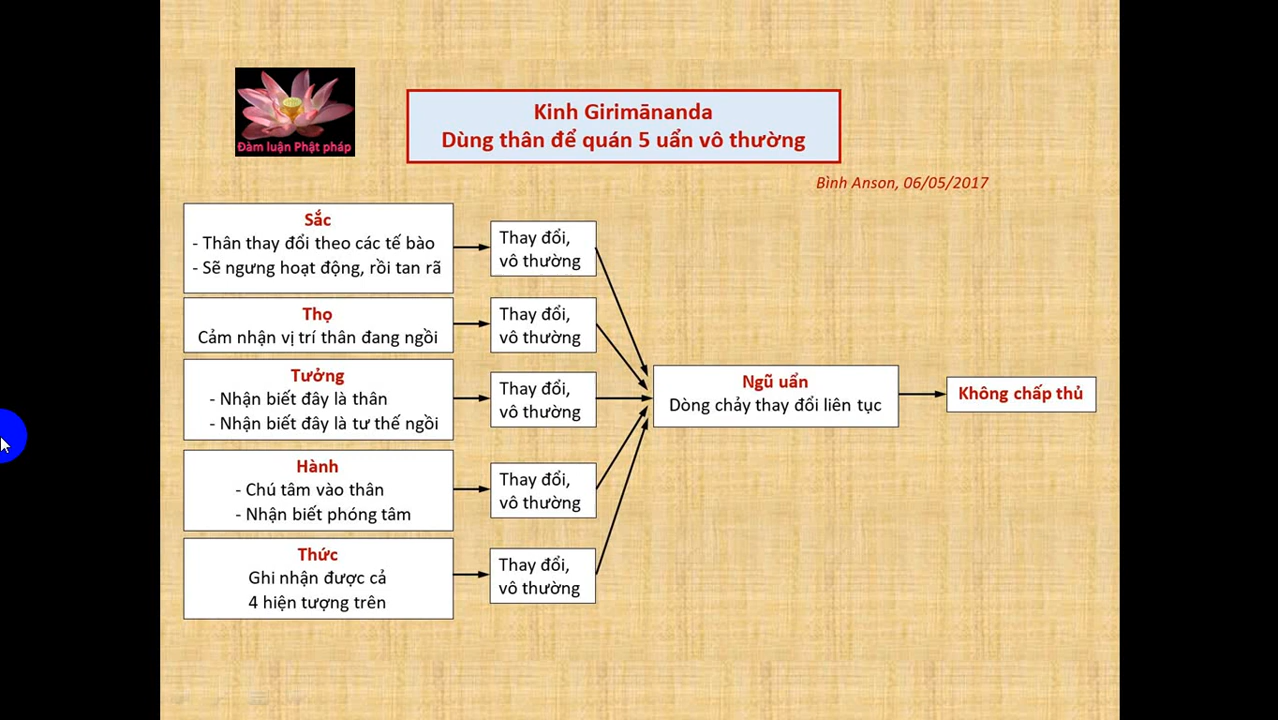 Đàm luận Phật pháp
Kinh Girimānanda
Dùng thân để quán 5 uẩn vô thường
Bình Anson, 06/05/2017
Sắc
- Thân thay đổi theo các tế bào
- Sẽ ngưng hoạt động, rồi tan rã
Thay đổi,
vô thường
Thọ
Cảm nhận vị trí thân đang ngồi
Thay đổi,
vô thường
Tưởng
- Nhận biết đây là thân
- Nhận biết đây là tư thế ngồi
Thay đổi,
vô thường
Hành
- Chú tâm vào thân
- Nhận biết phóng tâm
Thay đổi,
vô thường
Thức
Ghi nhận được cả
4 hiện tượng trên
Thay đổi,
vô thường
Ngũ uẩn
Dòng chảy thay đổi liên tục
Không chấp thủ